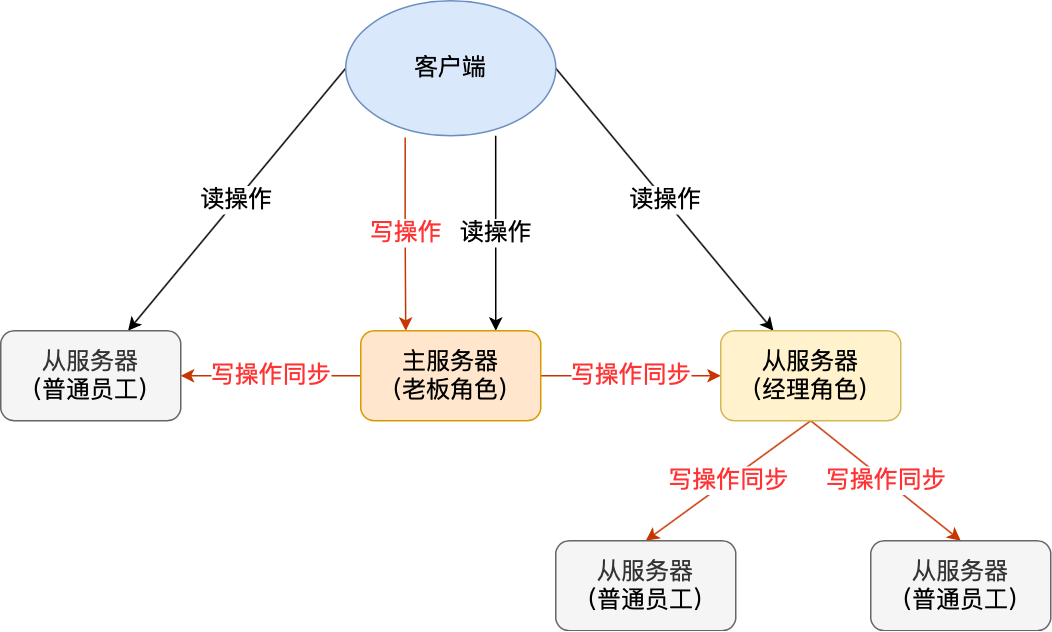 客户端
读操作
读操作
写操作
读操作
从服务器
(普通员工)
写操作同步
主服务器
(老板角色)
写操作同步
从服务器
(经理角色)
写操作同步
写操作同步
从服务器
(普通员工)
从服务器
(普通员工)